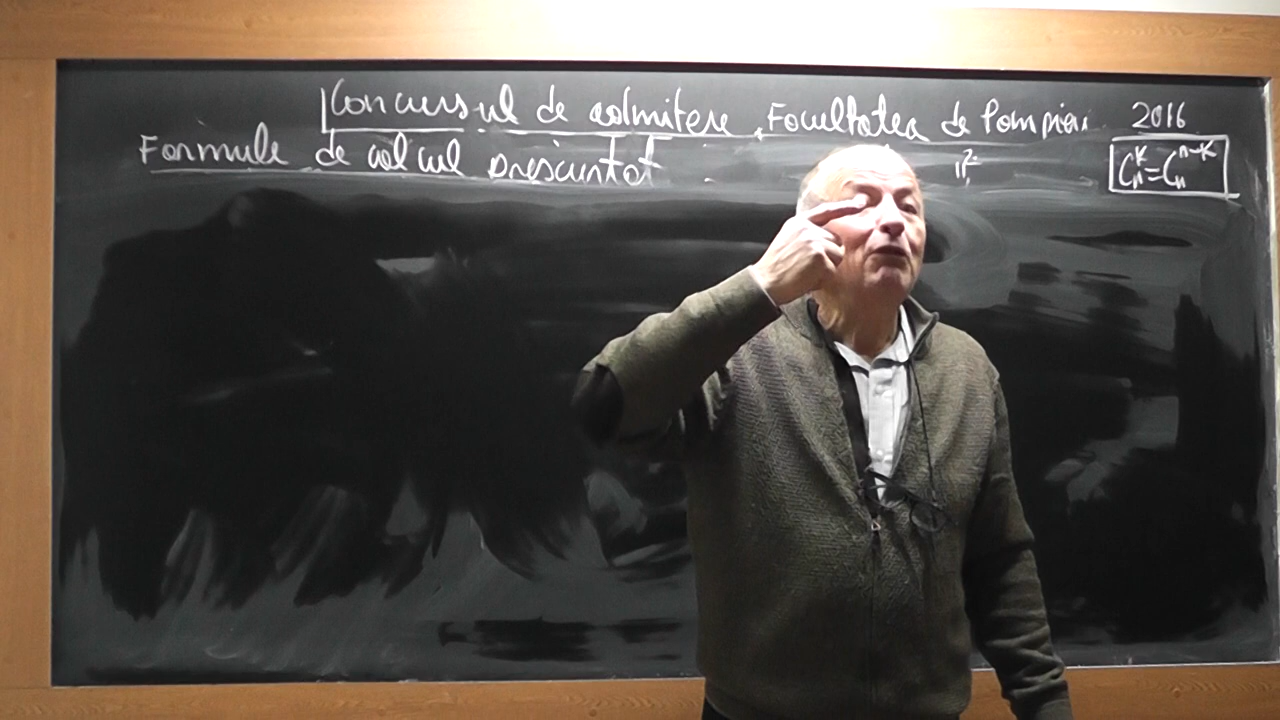 Concursul de admitere, Facultatea de Pompieri 2016
Formule de calcul prescurtat :
C_n^k = C_n^{n-k}